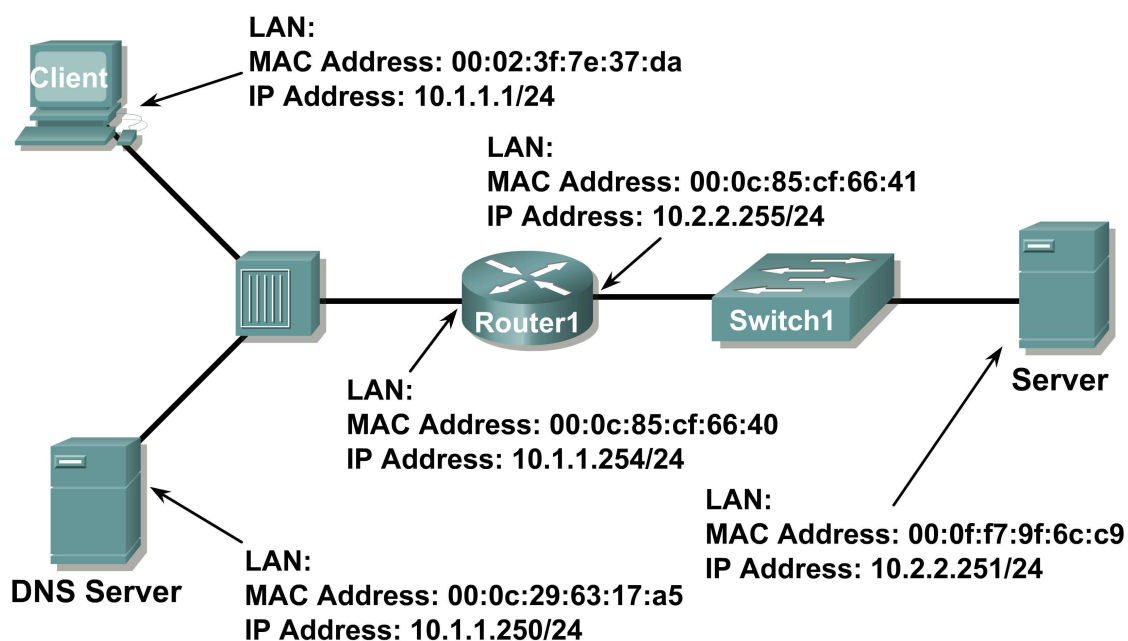 LAN:
MAC Address: 00:02:3f:7e:37:da
IP Address: 10.1.1.1/24
Client
LAN:
MAC Address: 00:0c:85:cf:66:41
IP Address: 10.2.2.255/24
Router1
Switch1
Server
LAN:
MAC Address: 00:0c:85:cf:66:40
IP Address: 10.1.1.254/24
LAN:
MAC Address: 00:0f:f7:9f:6c:c9
IP Address: 10.2.2.251/24
DNS Server
LAN:
MAC Address: 00:0c:29:63:17:a5
IP Address: 10.1.1.250/24